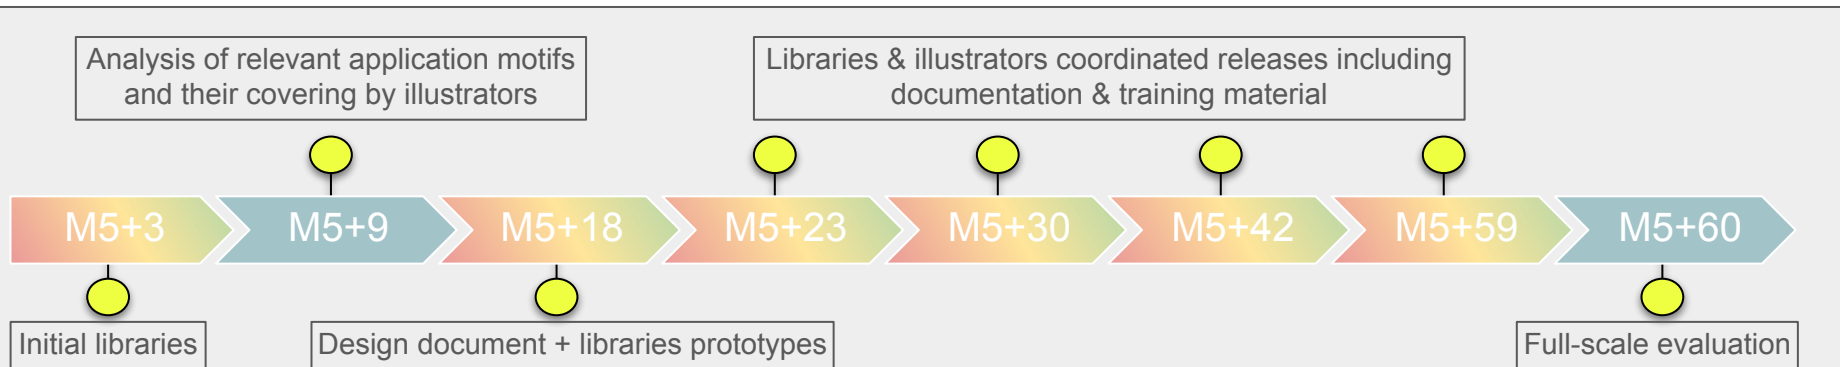 Analysis of relevant application motifs
and their covering by illustrators
Libraries & illustrators coordinated releases including
documentation & training material
M5+3
M5+9
M5+18
M5+23
M5+30
M5+42
M5+59
M5+60
Initial libraries
Design document + libraries prototypes
Full-scale evaluation